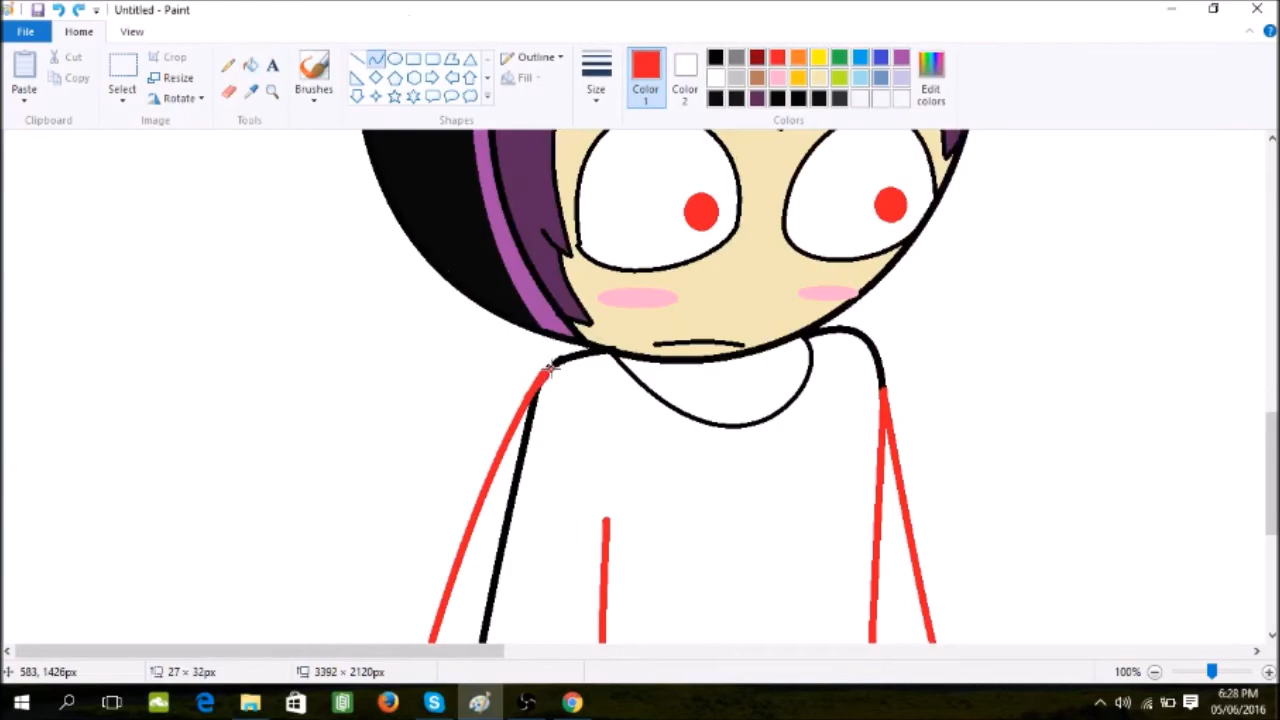 Untitled - Paint
File Home View
Paste
Cut
Copy
Clipboard
Select
Crop
Resize
Rotate
Image
Tools
Brushes
Shapes
Outline
Fill
Size
Color 1
Color 2
Edit colors
Colors
583, 1426px
27 × 32px
3392 × 2120px
100%
6:28 PM
05/06/2016